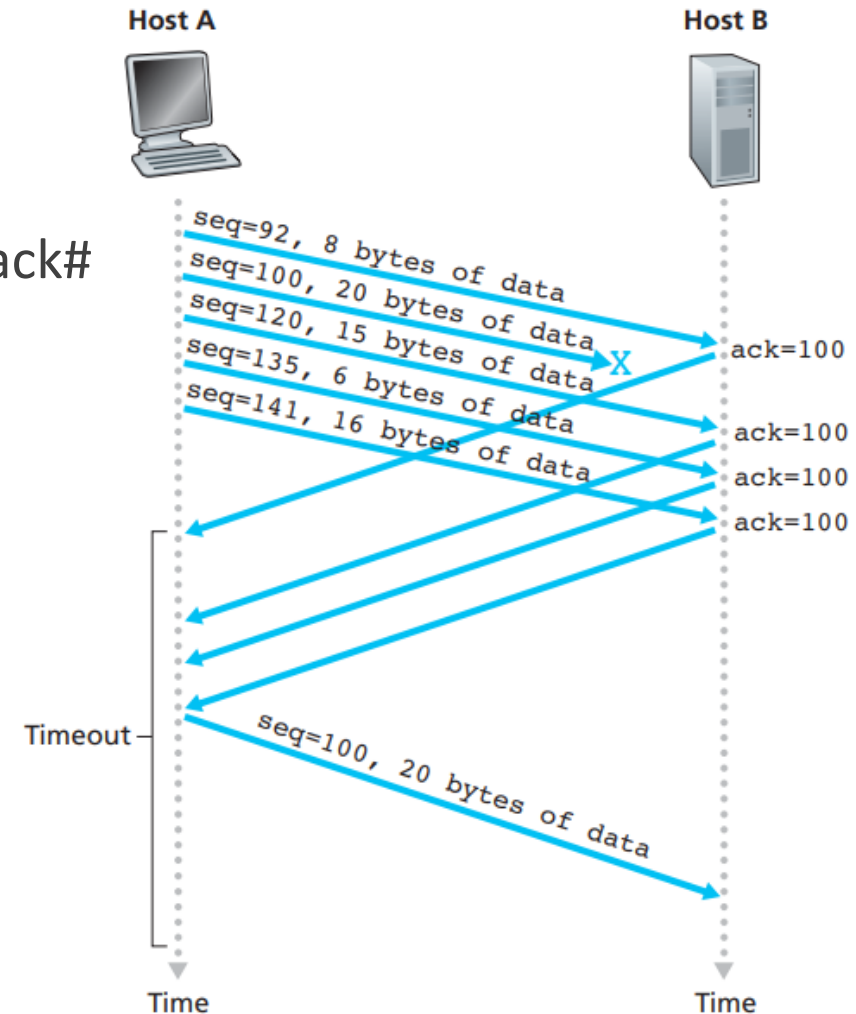 Host A
Host B
ack#
seq=92, 8 bytes of data
seq=100, 20 bytes of data
X
seq=120, 15 bytes of data
seq=135, 6 bytes of data
seq=141, 16 bytes of data
ack=100
ack=100
ack=100
ack=100
Timeout
seq=100, 20 bytes of data
Time
Time